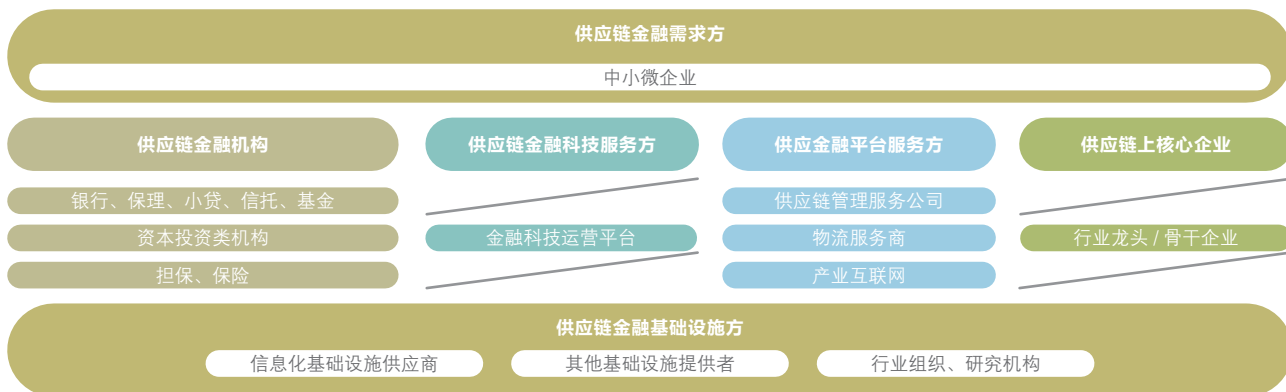 供应链金融需求方
中小微企业
供应链金融机构
供应链金融科技服务方
供应金融平台服务方
供应链上核心企业
银行、保理、小贷、信托、基金
供应链管理服务公司
资本投资类机构
金融科技运营平台
物流服务商
行业龙头 / 骨干企业
担保、保险
产业互联网
供应链金融基础设施方
信息化基础设施供应商
其他基础设施提供者
行业组织、研究机构